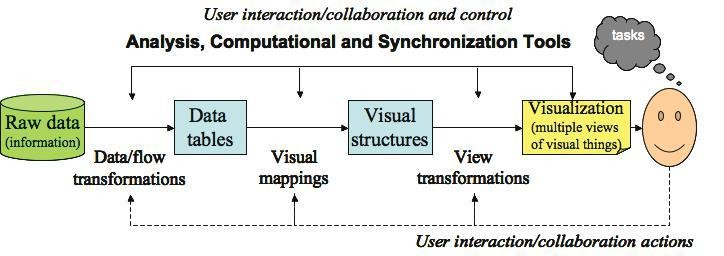 User interaction/collaboration and control
Analysis, Computational and Synchronization Tools
tasks
Raw data
(information)
Data/flow
transformations
Data
tables
Visual
mappings
Visual
structures
View
transformations
Visualization
(multiple views
of visual things)
User interaction/collaboration actions